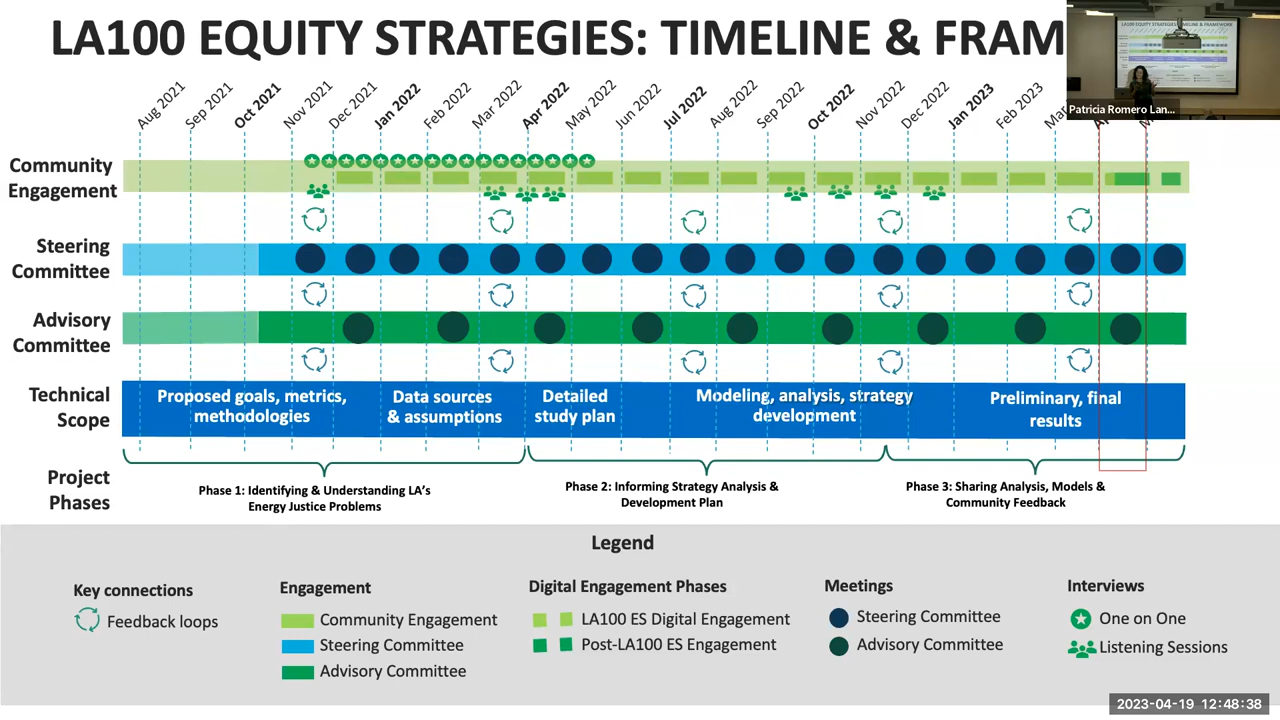 LA100 EQUITY STRATEGIES: TIMELINE & FRAM
LA100 EQUITY STRATEGIES: TIMELINE & FRAMEWORK
Patricia Romero Lan...
Aug 2021
Sep 2021
Oct 2021
Nov 2021
Dec 2021
Jan 2022
Feb 2022
Mar 2022
Apr 2022
May 2022
Jun 2022
Jul 2022
Aug 2022
Sep 2022
Oct 2022
Nov 2022
Dec 2022
Jan 2023
Feb 2023
Community
Engagement
Steering
Committee
Advisory
Committee
Technical
Scope
Proposed goals, metrics,
methodologies
Data sources
& assumptions
Detailed
study plan
Modeling, analysis, strategy
development
Preliminary, final
results
Project
Phases
Phase 1: Identifying & Understanding LA's
Energy Justice Problems
Phase 2: Informing Strategy Analysis &
Development Plan
Phase 3: Sharing Analysis, Models &
Community Feedback
Legend
Key connections
Feedback loops
Engagement
Community Engagement
Steering Committee
Advisory Committee
Digital Engagement Phases
LA100 ES Digital Engagement
Post-LA100 ES Engagement
Meetings
Steering Committee
Advisory Committee
Interviews
One on One
Listening Sessions
2023-04-19 12:48:38